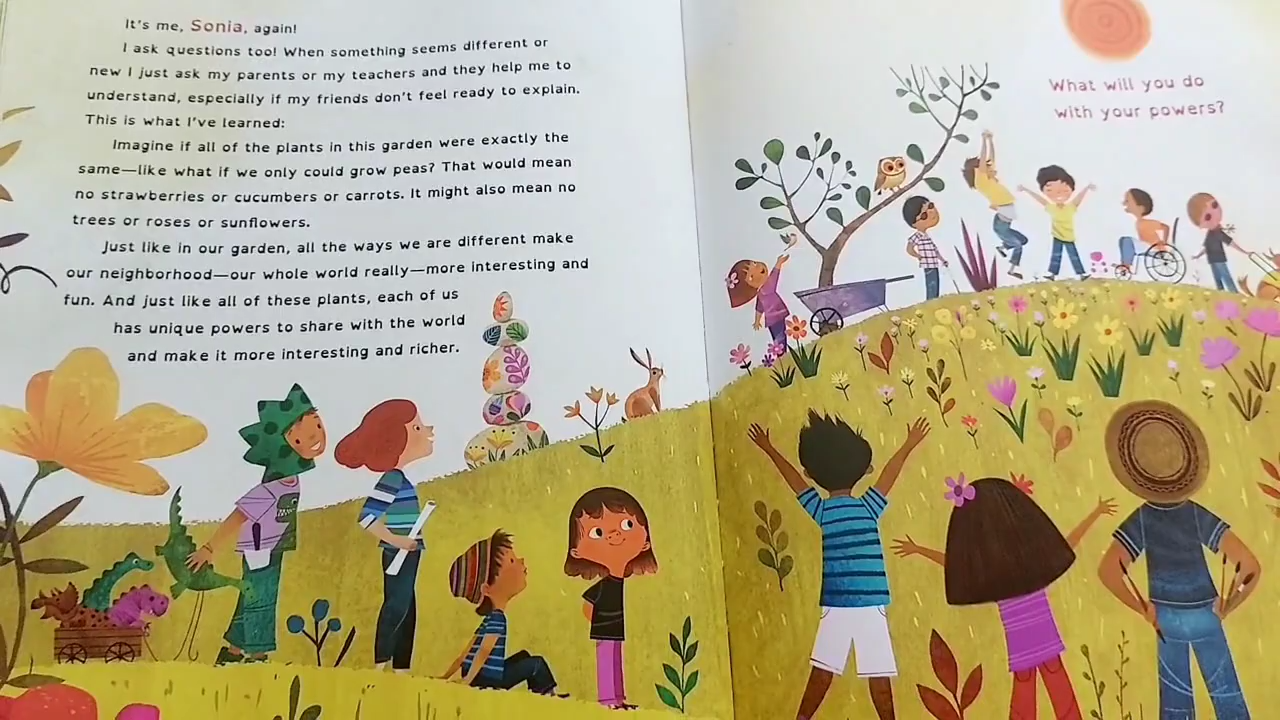 It's me, Sonia, again!
I ask questions too! When something seems different or
new I just ask my parents or my teachers and they help me to
understand, especially if my friends don't feel ready to explain.
This is what I've learned:
Imagine if all of the plants in this garden were exactly the
same—like what if we only could grow peas? That would mean
no strawberries or cucumbers or carrots. It might also mean no
trees or roses or sunflowers.
Just like in our garden, all the ways we are different make
our neighborhood—our whole world really—more interesting and
fun. And just like all of these plants, each of us
has unique powers to share with the world
and make it more interesting and richer.
What will you do
with your powers?